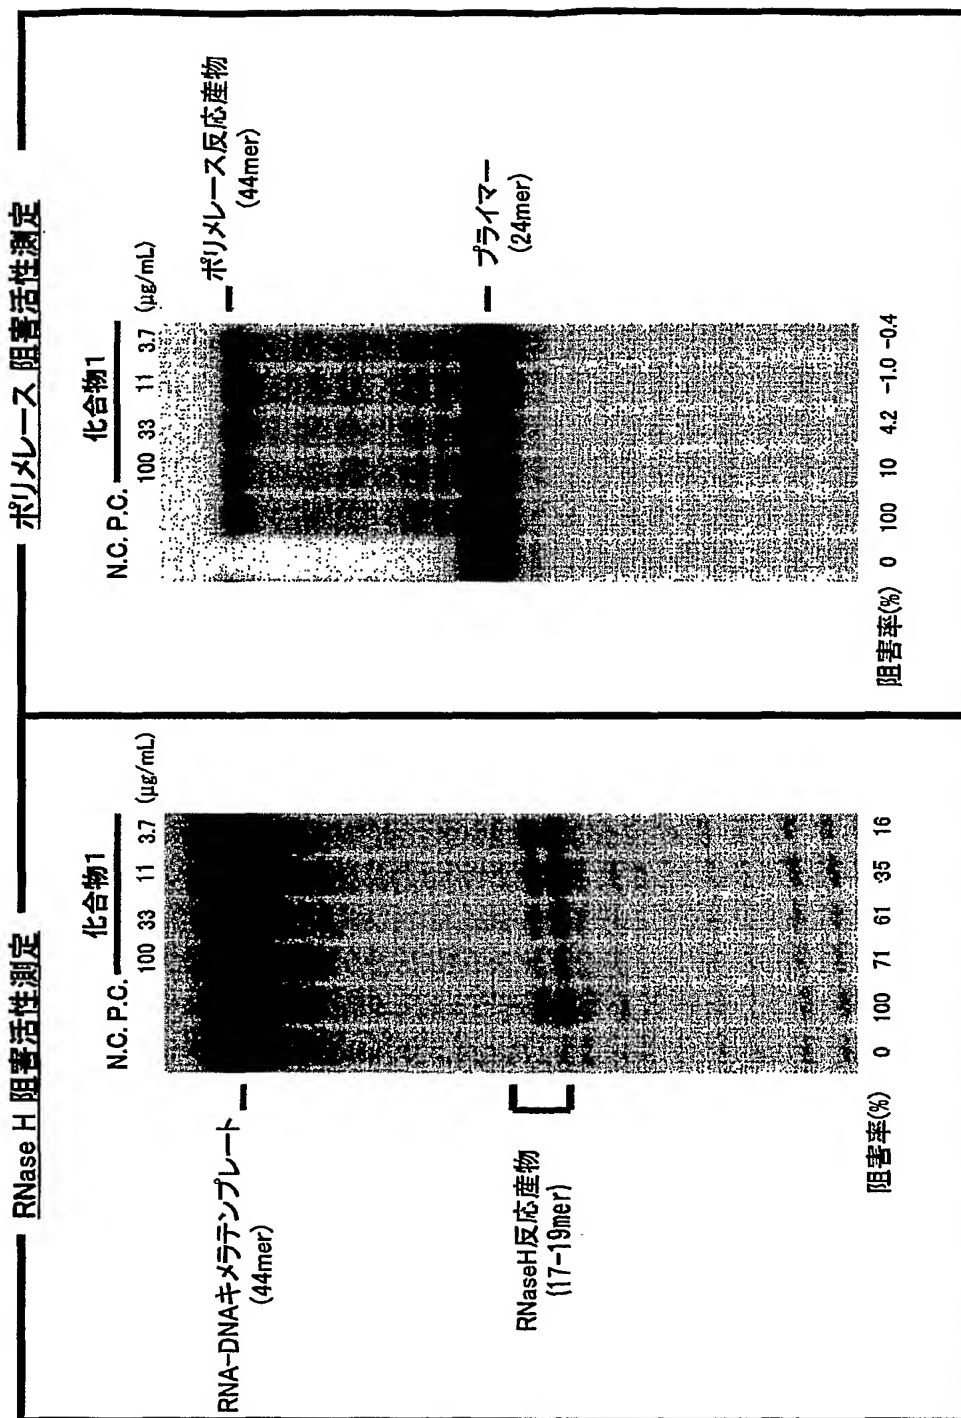 RNase H 阻害活性測定
化合物1
N.C. P.C. 100 33 11 3.7 (μg/mL)
RNA-DNAキメラテンプレート
(44mer)
RNaseH反応産物
(17-19mer)
阻害率(%) 0 100 71 61 35 16
ポリメレース 阻害活性測定
化合物1
N.C. P.C. 100 33 11 3.7 (μg/mL)
ポリメレース反応産物
(44mer)
プライマー
(24mer)
阻害率(%) 0 100 10 4.2 -1.0 -0.4